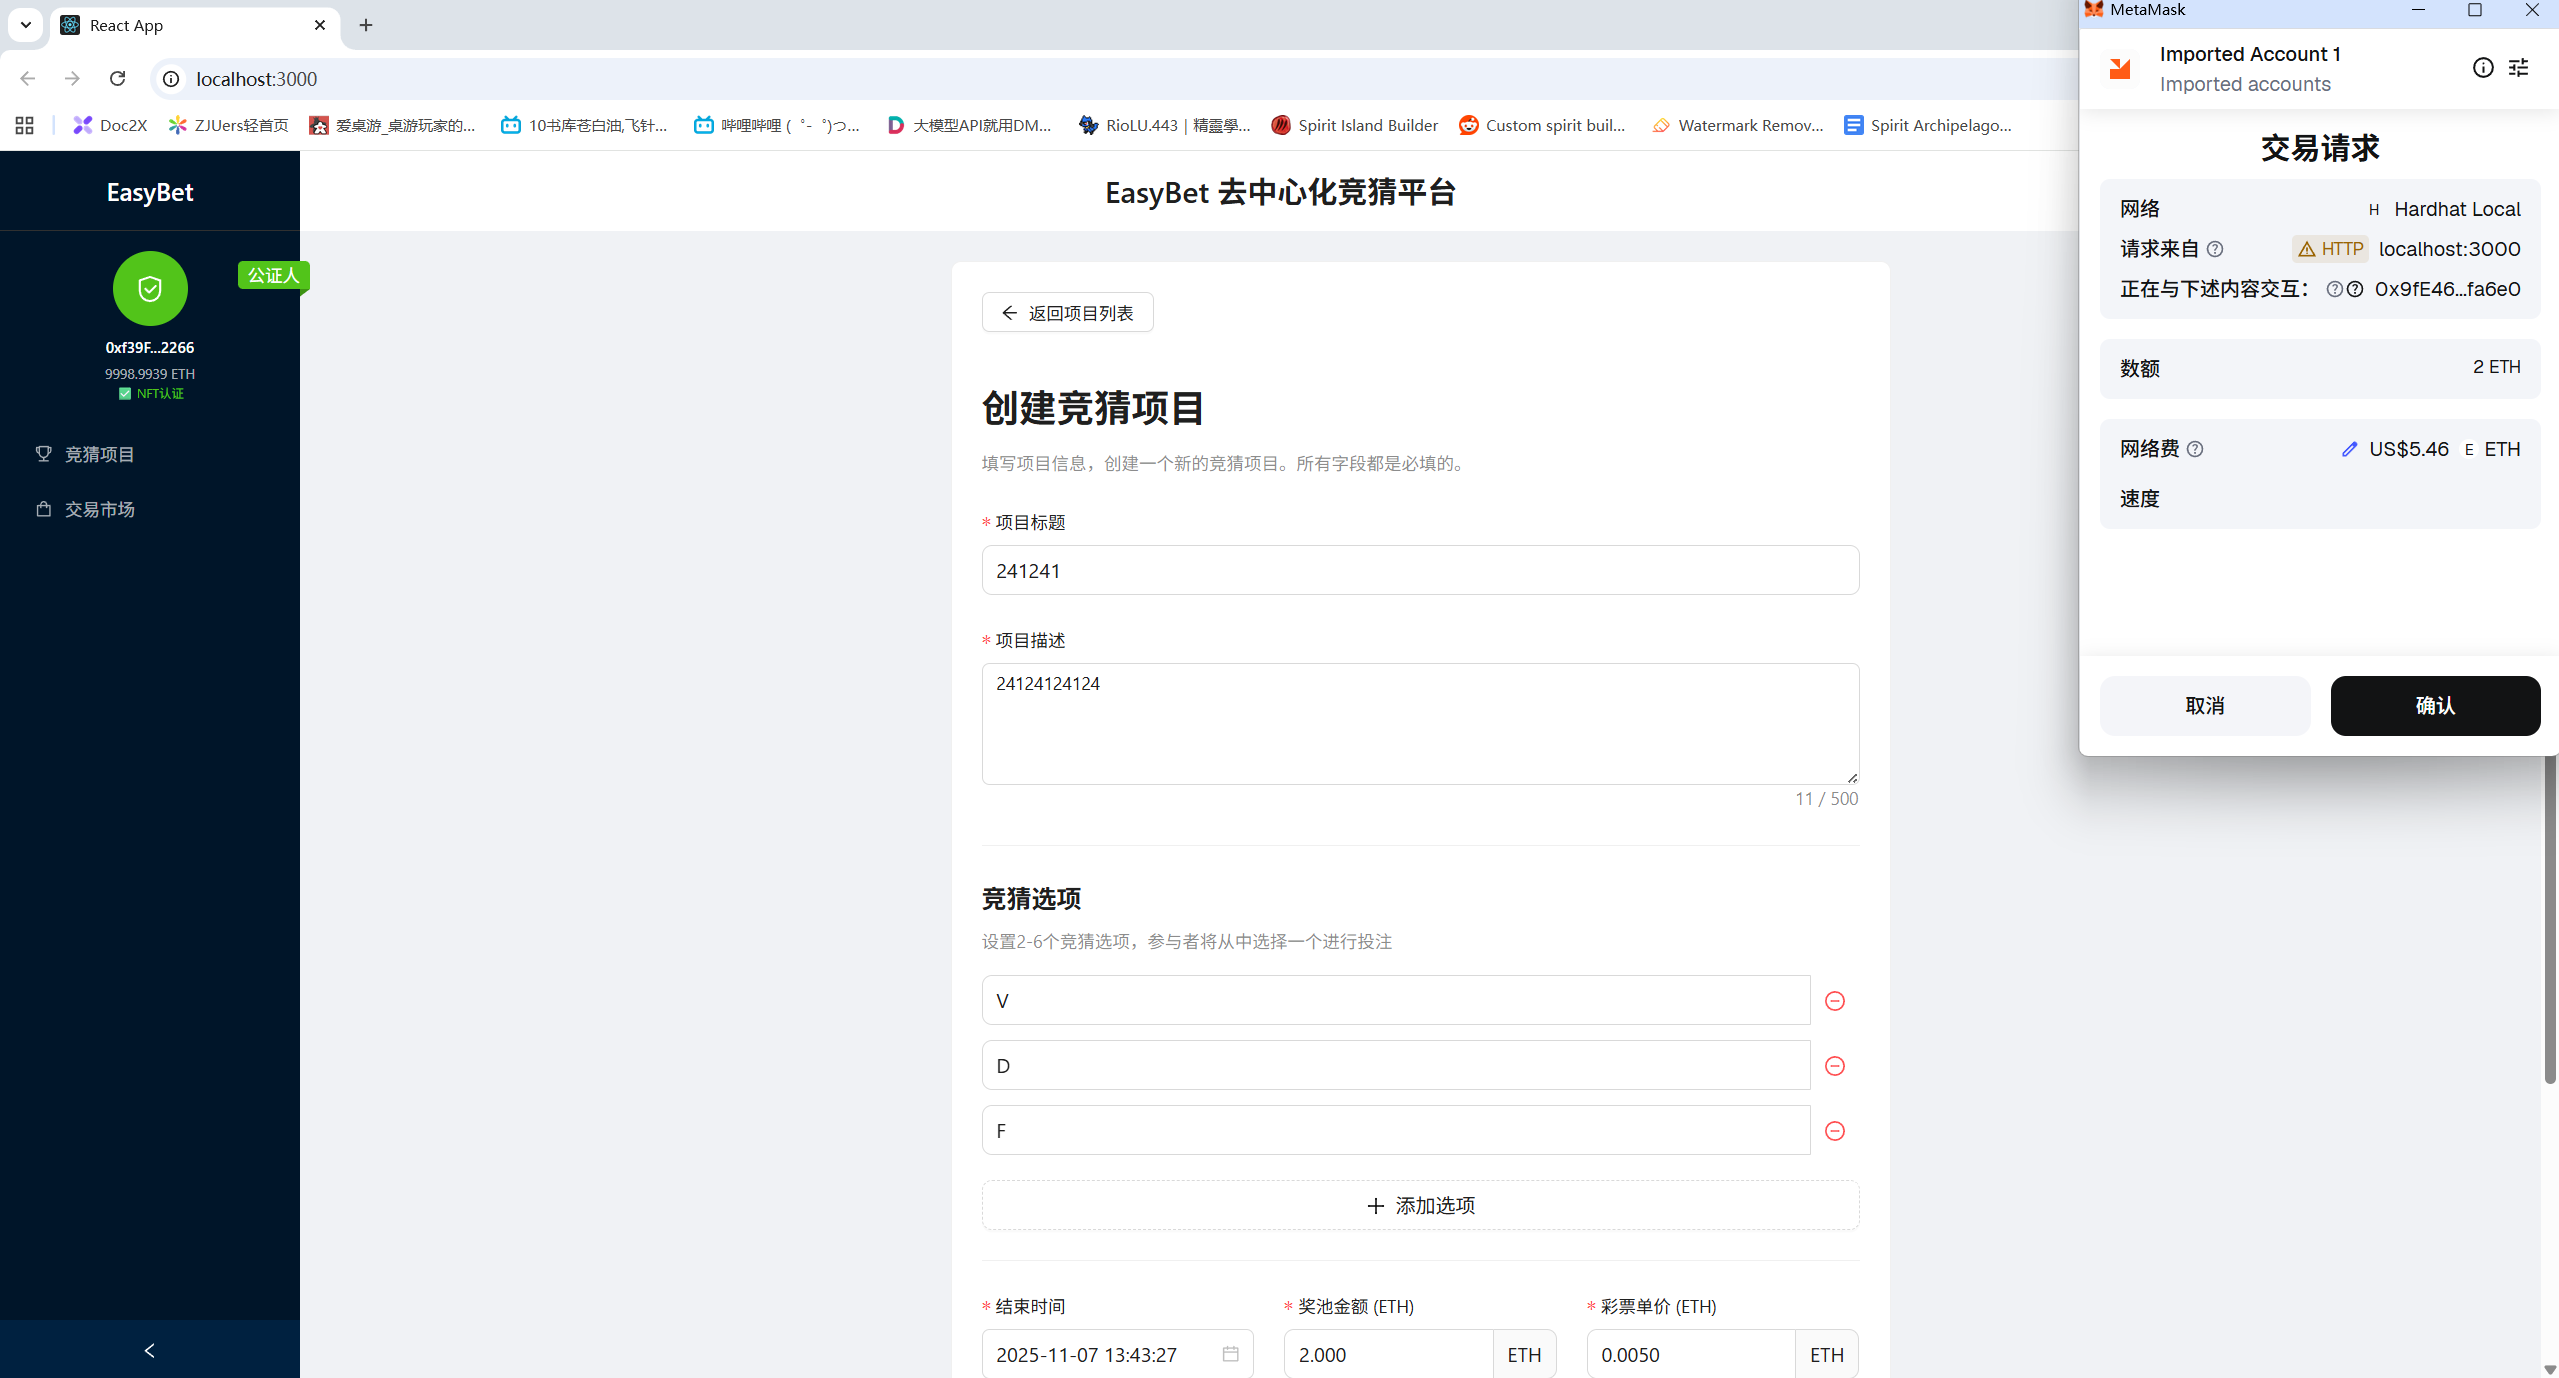 React App
localhost:3000
Doc2X
ZJUers轻首页
爱桌游_桌游玩家的...
10书库苍白油,飞针...
哔哩哔哩 (゜-゜)つ...
大模型API就用DM...
RioLU.443 | 精靈學...
Spirit Island Builder
Custom spirit buil...
Watermark Remov...
Spirit Archipelago...
EasyBet
公证人
0xf39F...2266
9998.9939 ETH
NFT认证
竞猜项目
交易市场
EasyBet 去中心化竞猜平台
返回项目列表
创建竞猜项目
填写项目信息，创建一个新的竞猜项目。所有字段都是必填的。
* 项目标题
241241
* 项目描述
24124124124
11 / 500
竞猜选项
设置2-6个竞猜选项，参与者将从中选择一个进行投注
V
D
F
添加选项
* 结束时间
2025-11-07 13:43:27
* 奖池金额 (ETH)
2.000 ETH
* 彩票单价 (ETH)
0.0050 ETH
MetaMask
Imported Account 1
Imported accounts
交易请求
网络 H Hardhat Local
请求来自 HTTP localhost:3000
正在与下述内容交互： 0x9fE46...fa6e0
数额 2 ETH
网络费 US$5.46 E ETH
速度
取消 确认